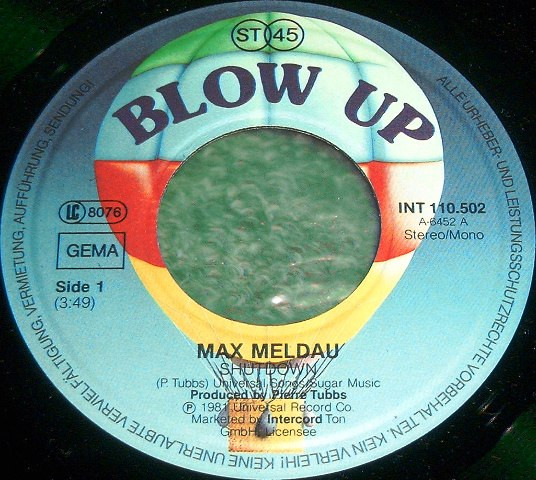 ST 45
BLOW UP
LC 8076
GEMA
Side 1
(3:49)
INT 110.502
A-6452 A
Stereo/Mono
MAX MELDAU
SHUTDOWN
(P. Tubbs) Universal Songs/Sugar Music
Produced by Pierre Tubbs
Ⓟ 1981 Universal Record Co.
Marketed by Intercord Ton
GmbH Licensee
ALLE URHEBER- UND LEISTUNGSSCHUTZRECHTE VORBEHALTEN. KEIN VERLEIH! KEINE UNERLAUBTE VERVIELFÄLTIGUNG, VERMIETUNG, AUFFÜHRUNG, SENDUNG!